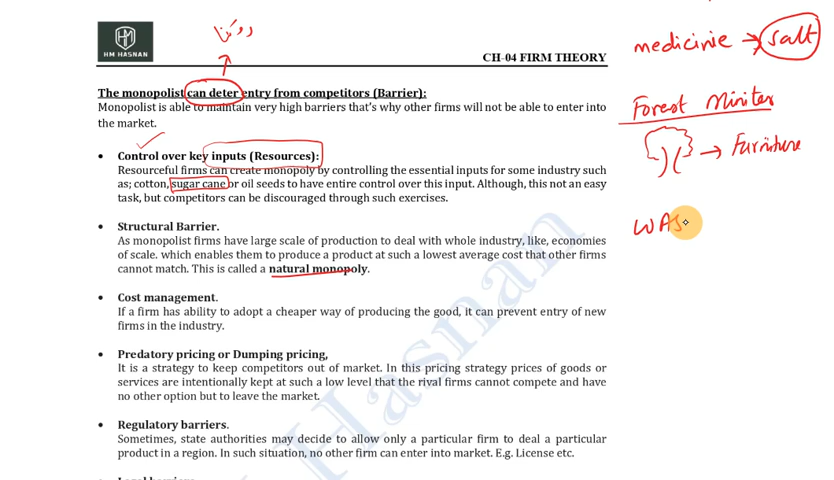 HM HASNAN
روکنا
CH-04 FIRM THEORY
medicinie → salt
The monopolist can deter entry from competitors (Barrier):
Monopolist is able to maintain very high barriers that's why other firms will not be able to enter into
the market.
Forest Miniter
→ Furniture
• Control over key inputs (Resources):
Resourceful firms can create monopoly by controlling the essential inputs for some industry such
as; cotton, sugar cane or oil seeds to have entire control over this input. Although, this not an easy
task, but competitors can be discouraged through such exercises.
WAS
• Structural Barrier.
As monopolist firms have large scale of production to deal with whole industry, like, economies
of scale. which enables them to produce a product at such a lowest average cost that other firms
cannot match. This is called a natural monopoly.
• Cost management.
If a firm has ability to adopt a cheaper way of producing the good, it can prevent entry of new
firms in the industry.
• Predatory pricing or Dumping pricing,
It is a strategy to keep competitors out of market. In this pricing strategy prices of goods or
services are intentionally kept at such a low level that the rival firms cannot compete and have
no other option but to leave the market.
• Regulatory barriers.
Sometimes, state authorities may decide to allow only a particular firm to deal a particular
product in a region. In such situation, no other firm can enter into market. E.g. License etc.
• Legal barriers
Hasnan